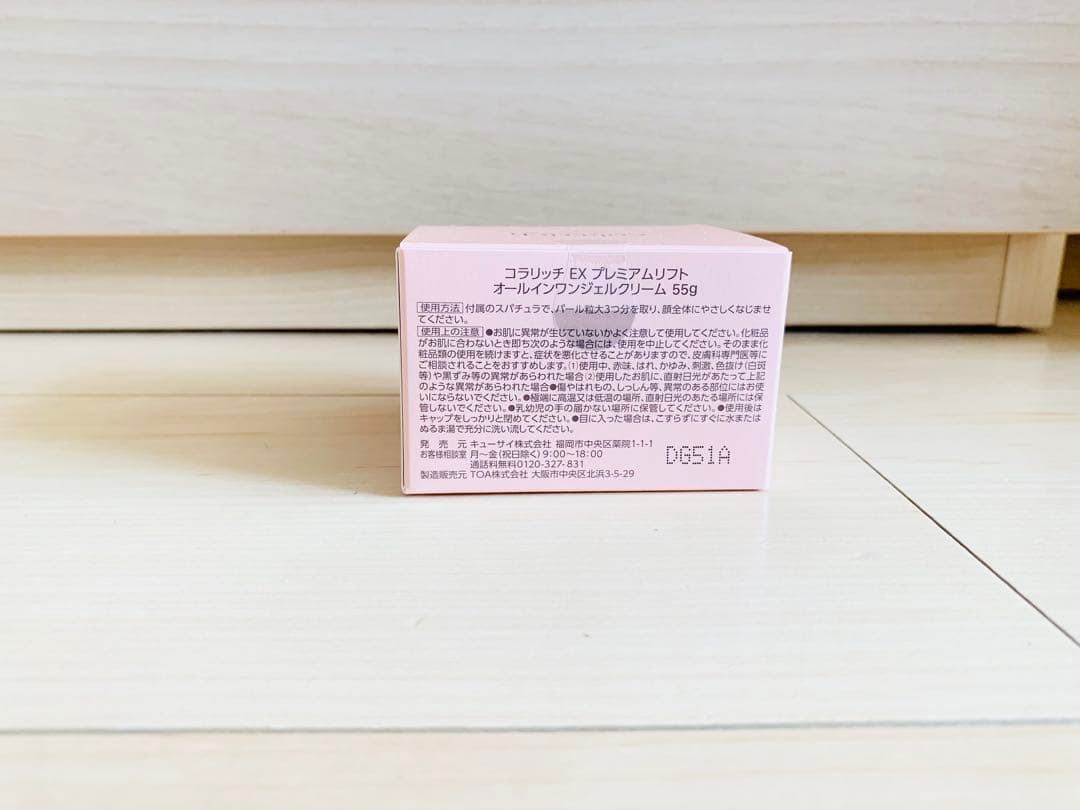 コラリッチ EX プレミアムリフト
オールインワンジェルクリーム 55g
使用方法 付属のスパチュラで、パール粒大3つ分を取り、顔全体にやさしくなじませ
てください。
使用上の注意 ●お肌に異常が生じていないかよく注意して使用してください。化粧品
がお肌に合わないとき即ち次のような場合には、使用を中止してください。そのまま化
粧品類の使用を続けますと、症状を悪化させることがありますので、皮膚科専門医等に
ご相談されることをおすすめします。(1)使用中、赤味、はれ、かゆみ、刺激、色抜け(白斑
等)や黒ずみ等の異常があらわれた場合(2)使用したお肌に、直射日光があたって上記
のような異常があらわれた場合●傷やはれもの、しっしん等、異常のある部位にはお使
いにならないでください。●極端に高温又は低温の場所、直射日光のあたる場所には保
管しないでください。●乳幼児の手の届かない場所に保管してください。●使用後は
キャップをしっかりと閉めてください。●目に入った場合は、こすらずにすぐに水または
ぬるま湯で充分に洗い流してください。
発売元 キューサイ株式会社 福岡市中央区薬院1-1-1
お客様相談室 月〜金(祝日除く)9:00〜18:00
通話料無料0120-327-831
製造販売元 TOA株式会社 大阪市中央区北浜3-5-29
DG51A